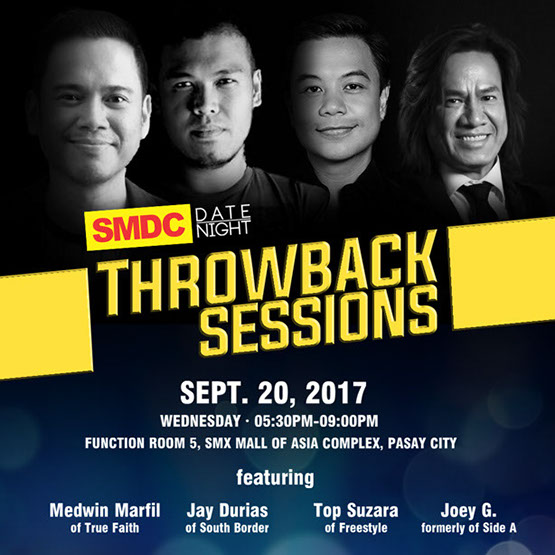 SMDC DATE
NIGHT
THROWBACK
SESSIONS
SEPT. 20, 2017
WEDNESDAY · 05:30PM-09:00PM
FUNCTION ROOM 5, SMX MALL OF ASIA COMPLEX, PASAY CITY
featuring
Medwin Marfil
of True Faith
Jay Durias
of South Border
Top Suzara
of Freestyle
Joey G.
formerly of Side A